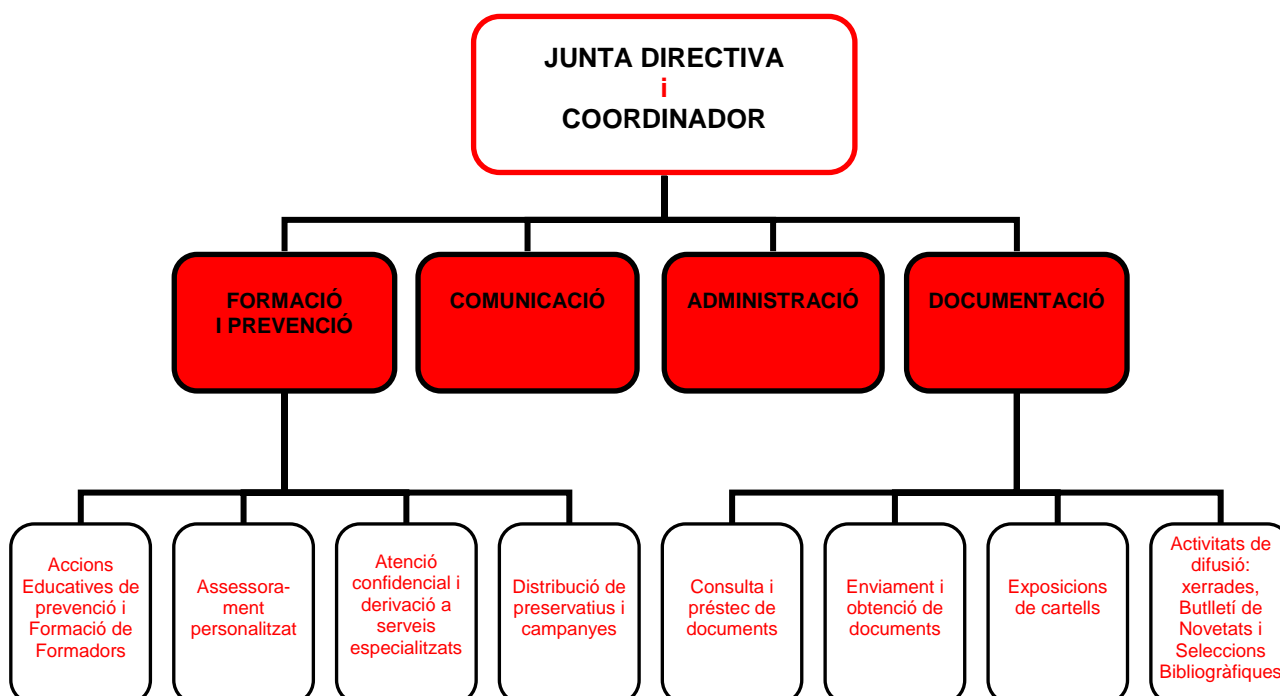 JUNTA DIRECTIVA
i
COORDINADOR
FORMACIÓ
I PREVENCIÓ
COMUNICACIÓ
ADMINISTRACIÓ
DOCUMENTACIÓ
Accions
Educatives de
prevenció i
Formació de
Formadors
Assessora-
ment
personalitzat
Atenció
confidencial i
derivació a
serveis
especialitzats
Distribució de
preservatius i
campanyes
Consulta i
préstec de
documents
Enviament i
obtenció de
documents
Exposicions
de cartells
Activitats de
difusió:
xerrades,
Butlletí de
Novetats i
Seleccions
Bibliogràfiques